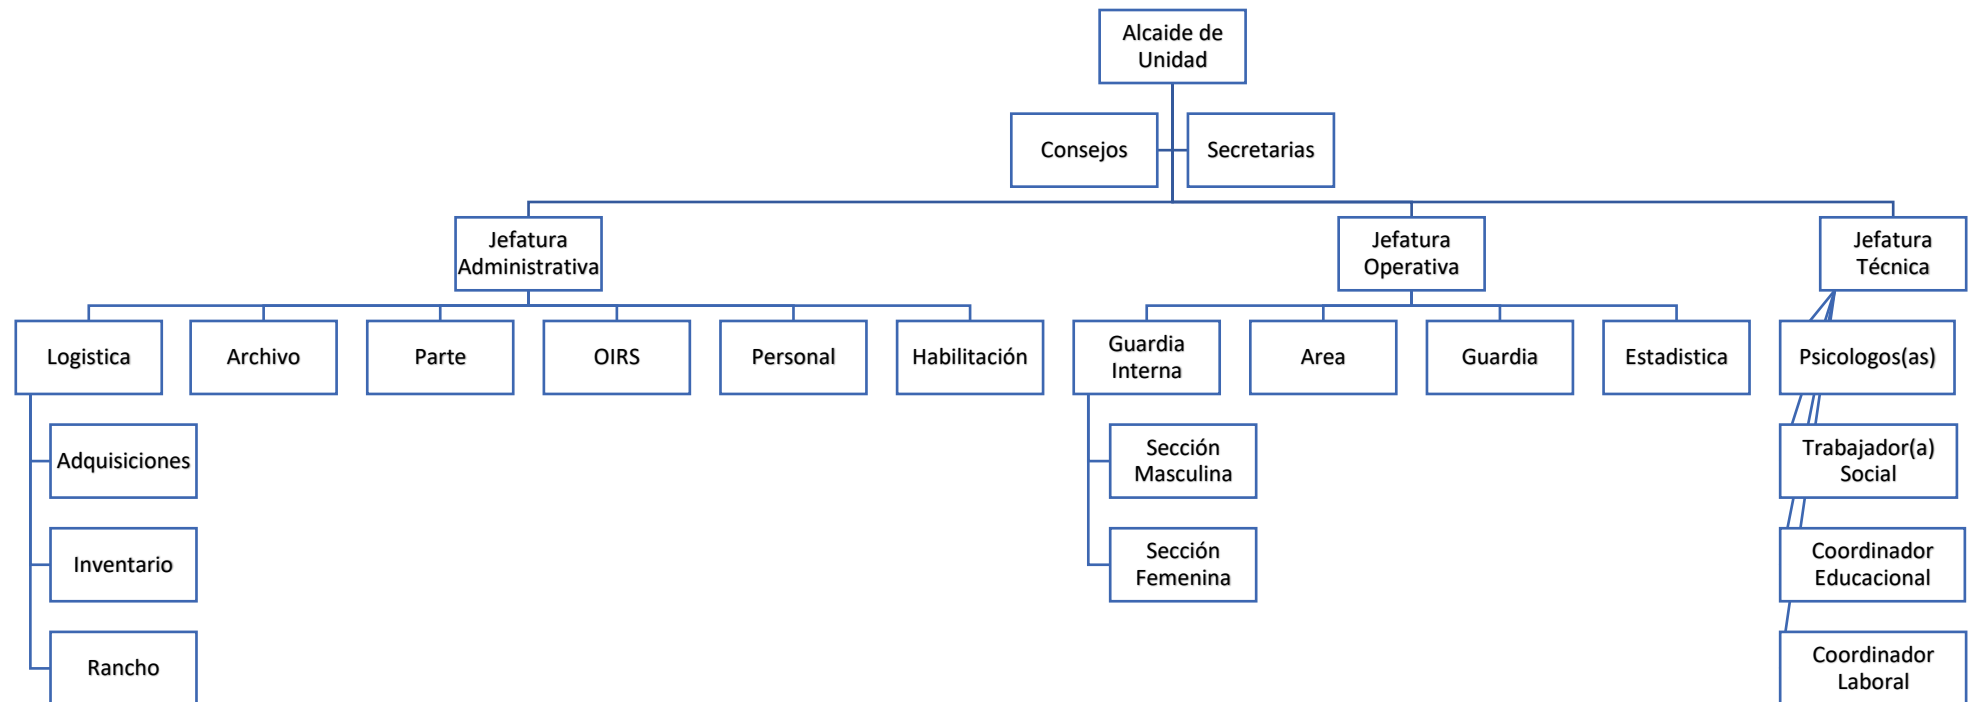 Alcaide de
Unidad
Consejos
Secretarias
Jefatura
Administrativa
Jefatura
Operativa
Jefatura
Técnica
Logistica
Archivo
Parte
OIRS
Personal
Habilitación
Guardia
Interna
Area
Guardia
Estadistica
Psicologos(as)
Adquisiciones
Sección
Masculina
Trabajador(a)
Social
Inventario
Sección
Femenina
Coordinador
Educacional
Rancho
Coordinador
Laboral